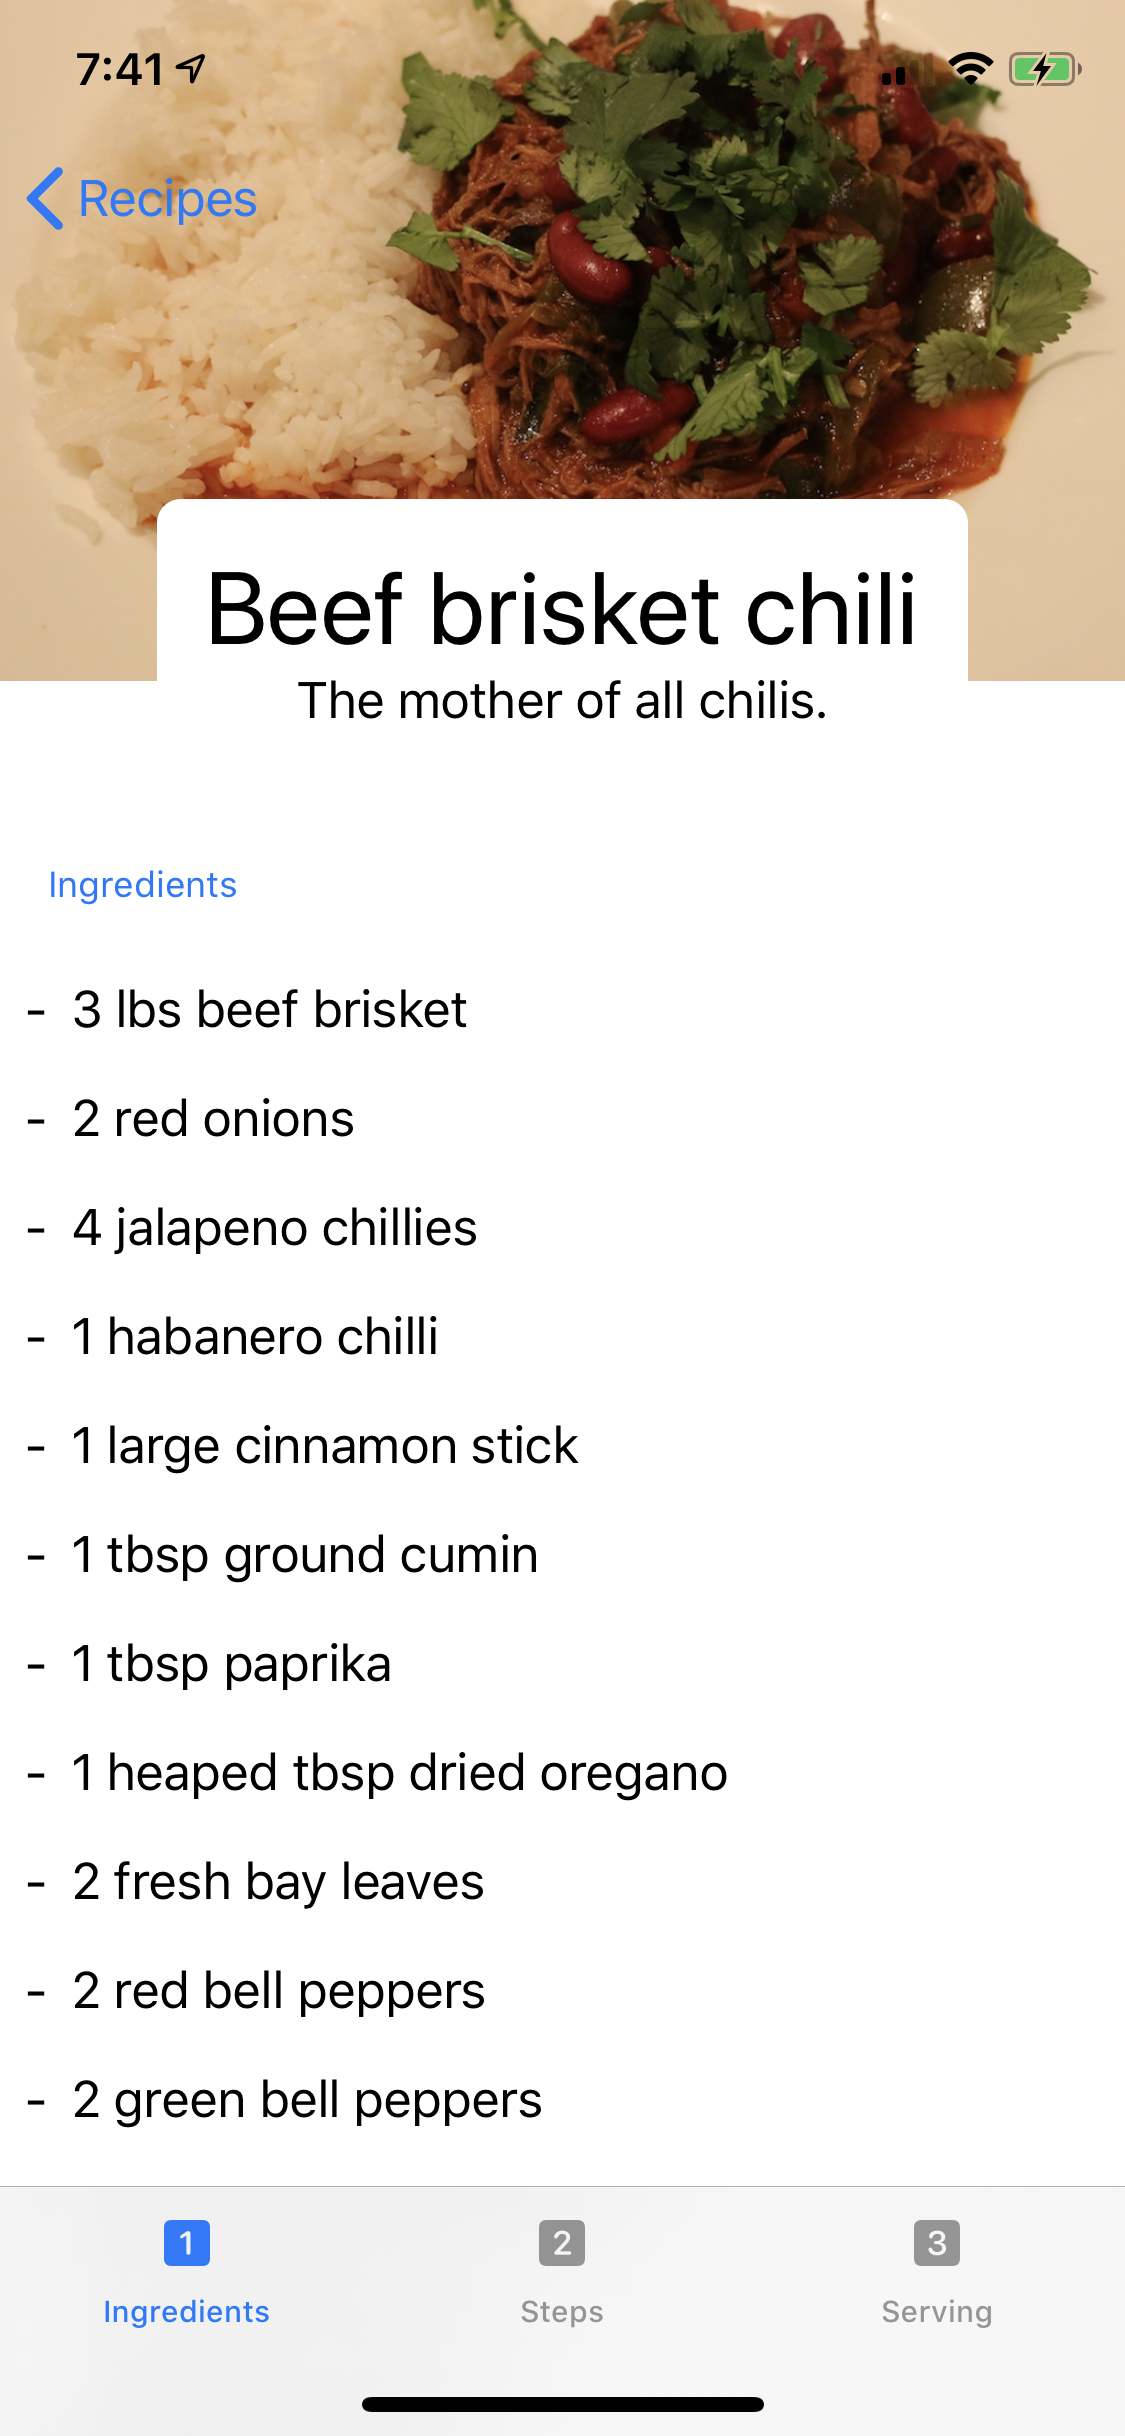 7:41
Recipes
Beef brisket chili
The mother of all chilis.
Ingredients
- 3 lbs beef brisket
- 2 red onions
- 4 jalapeno chillies
- 1 habanero chilli
- 1 large cinnamon stick
- 1 tbsp ground cumin
- 1 tbsp paprika
- 1 heaped tbsp dried oregano
- 2 fresh bay leaves
- 2 red bell peppers
- 2 green bell peppers
1 2 3
Ingredients Steps Serving